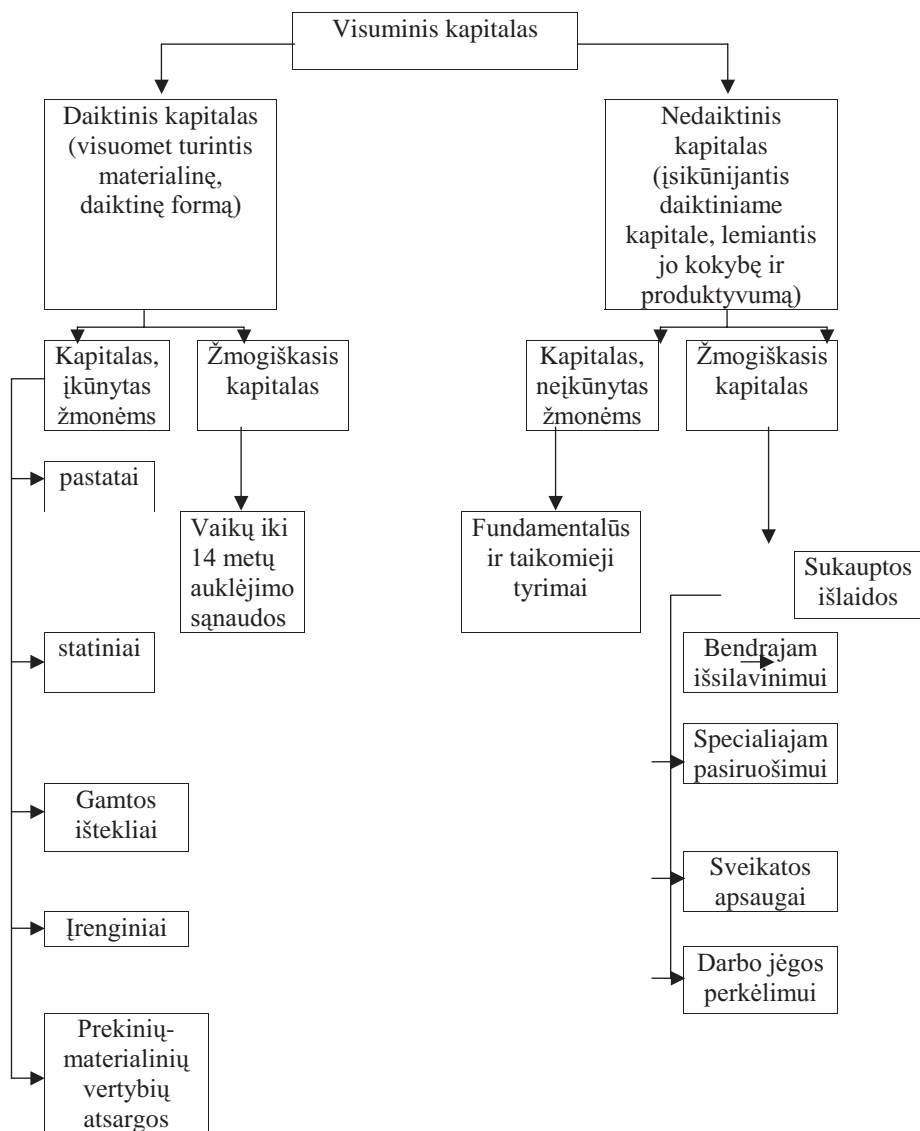 Visuminis kapitalas
Daiktinis kapitalas
(visuomet turintis
materialinę,
daiktinę formą)
Nedaiktinis
kapitalas
(įsikūnijantis
daiktiniame
kapitale, lemiantis
jo kokybę ir
produktyvumą)
Kapitalas,
įkūnytas
žmonėms
Žmogiškasis
kapitalas
Kapitalas,
neįkūnytas
žmonėms
Žmogiškasis
kapitalas
pastatai
Vaikų iki
14 metų
auklėjimo
sąnaudos
Fundamentalūs
ir taikomieji
tyrimai
Sukauptos
išlaidos
statiniai
Bendrajam
išsilavinimui
Specialiajam
pasiruošimui
Gamtos
ištekliai
Sveikatos
apsaugai
Įrenginiai
Darbo jėgos
perkėlimui
Prekinių-
materialinių
vertybių
atsargos